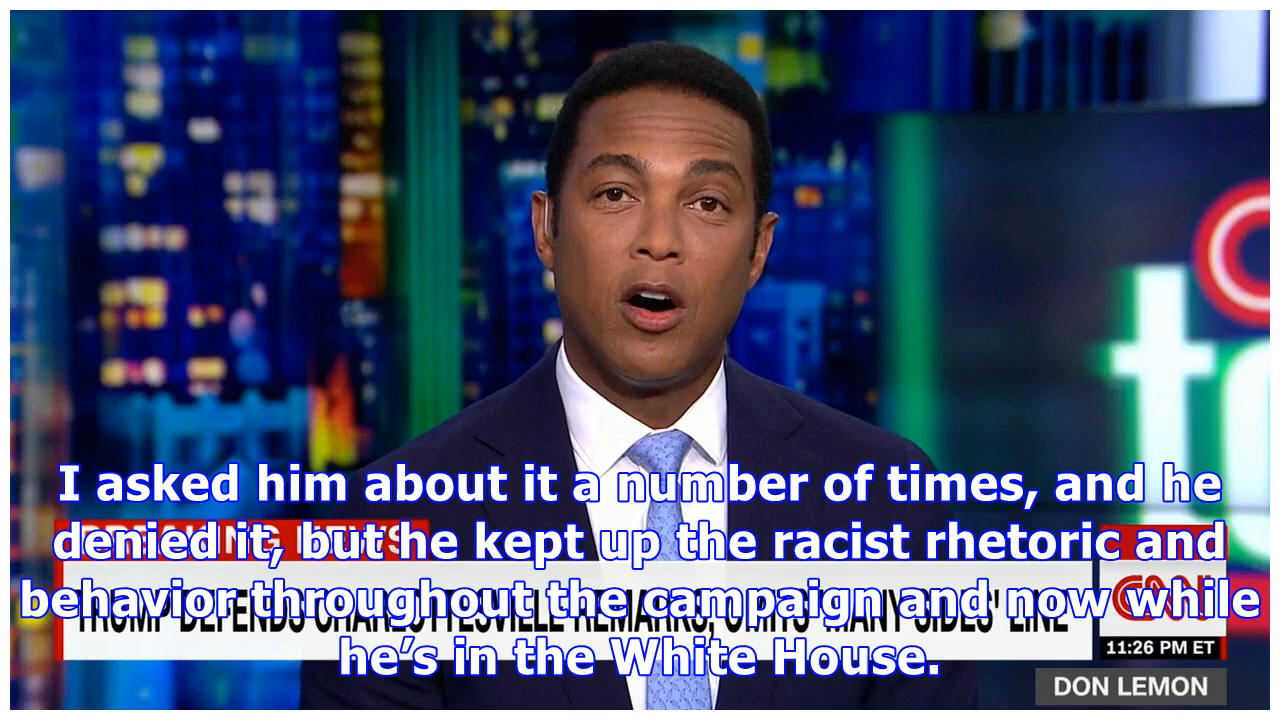 I asked him about it a number of times, and he
BREAKING NEWS
denied it, but he kept up the racist rhetoric and
behavior throughout the campaign and now while
TRUMP DEFENDS CHARLOTTESVILLE REMARKS, OMITS 'MANY SIDES' LINE
CNN
he’s in the White House.
11:26 PM ET
DON LEMON